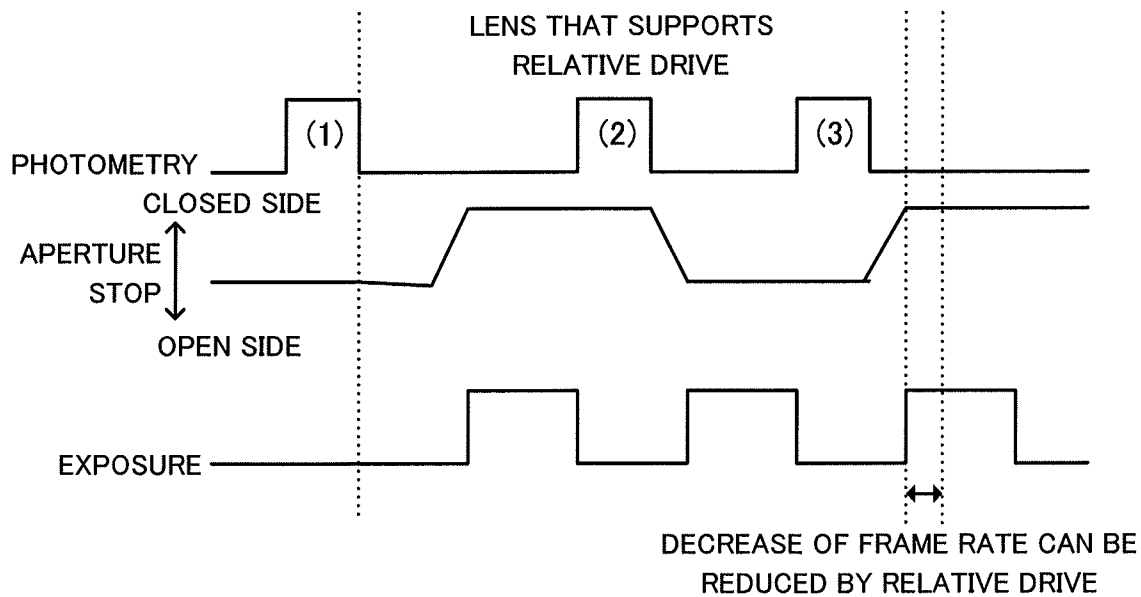 LENS THAT SUPPORTS
RELATIVE DRIVE
(1)
(2)
(3)
PHOTOMETRY
CLOSED SIDE
APERTURE
STOP
OPEN SIDE
EXPOSURE
DECREASE OF FRAME RATE CAN BE
REDUCED BY RELATIVE DRIVE